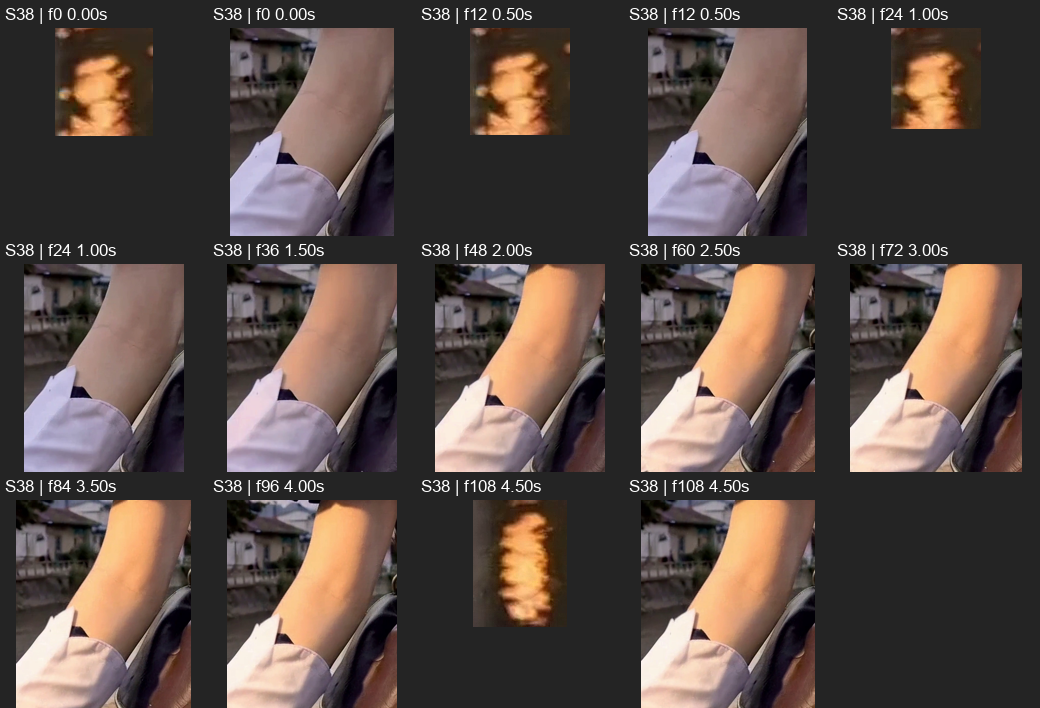 S38 | f0 0.00s
S38 | f0 0.00s
S38 | f12 0.50s
S38 | f12 0.50s
S38 | f24 1.00s
S38 | f24 1.00s
S38 | f36 1.50s
S38 | f48 2.00s
S38 | f60 2.50s
S38 | f72 3.00s
S38 | f84 3.50s
S38 | f96 4.00s
S38 | f108 4.50s
S38 | f108 4.50s